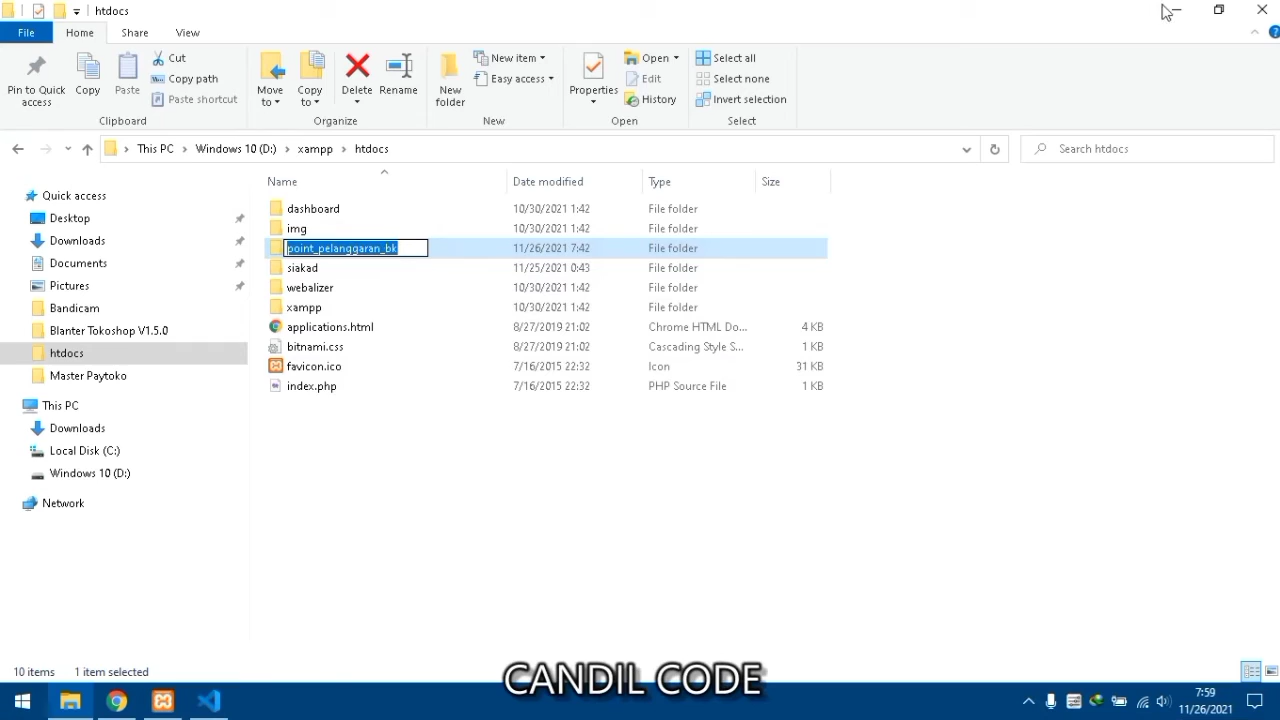 htdocs
File Home Share View
Pin to Quick access
Copy
Paste
Cut
Copy path
Paste shortcut
Clipboard
Move to
Copy to
Delete
Rename
Organize
New folder
New item
Easy access
New
Properties
Open
Edit
History
Open
Select all
Select none
Invert selection
Select
This PC > Windows 10 (D:) > xampp > htdocs
Search htdocs
Quick access
Desktop
Downloads
Documents
Pictures
Bandicam
Blanter Tokoshop V1.5.0
htdocs
Master Paytoko
This PC
Downloads
Local Disk (C:)
Windows 10 (D:)
Network
Name Date modified Type Size
dashboard 10/30/2021 1:42 File folder
img 10/30/2021 1:42 File folder
point_pelanggaran_bk 11/26/2021 7:42 File folder
siakad 11/25/2021 0:43 File folder
webalizer 10/30/2021 1:42 File folder
xampp 10/30/2021 1:42 File folder
applications.html 8/27/2019 21:02 Chrome HTML Do... 4 KB
bitnami.css 8/27/2019 21:02 Cascading Style S... 1 KB
favicon.ico 7/16/2015 22:32 Icon 31 KB
index.php 7/16/2015 22:32 PHP Source File 1 KB
10 items 1 item selected
CANDIL CODE
7:59
11/26/2021